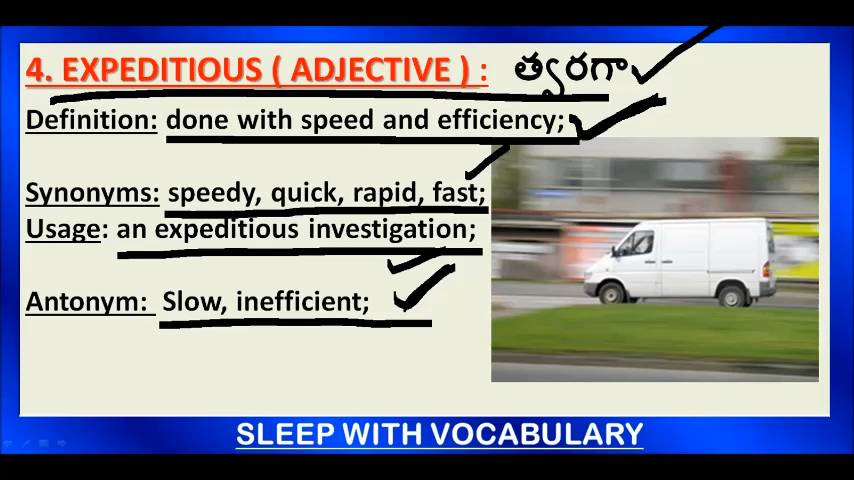 4. EXPEDITIOUS ( ADJECTIVE ) : త్వరగా
Definition: done with speed and efficiency;
Synonyms: speedy, quick, rapid, fast;
Usage: an expeditious investigation;
Antonym: Slow, inefficient;
SLEEP WITH VOCABULARY